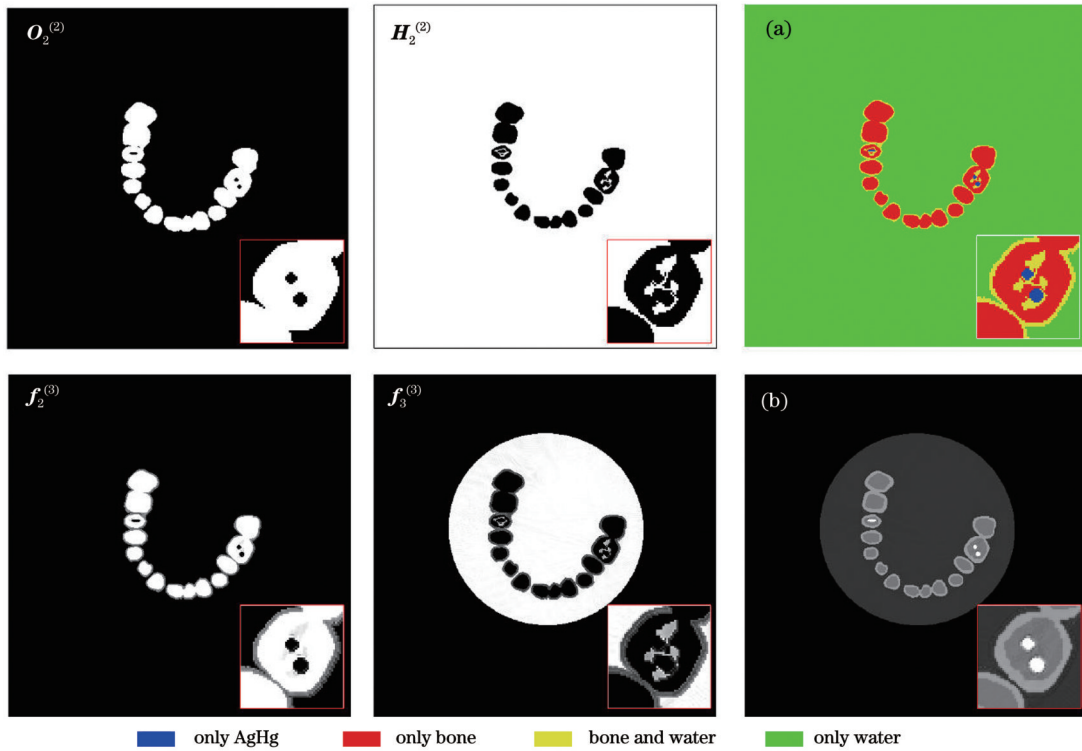 O₂⁽²⁾
H₂⁽²⁾
(a)
f₂⁽³⁾
f₃⁽³⁾
(b)
only AgHg
only bone
bone and water
only water